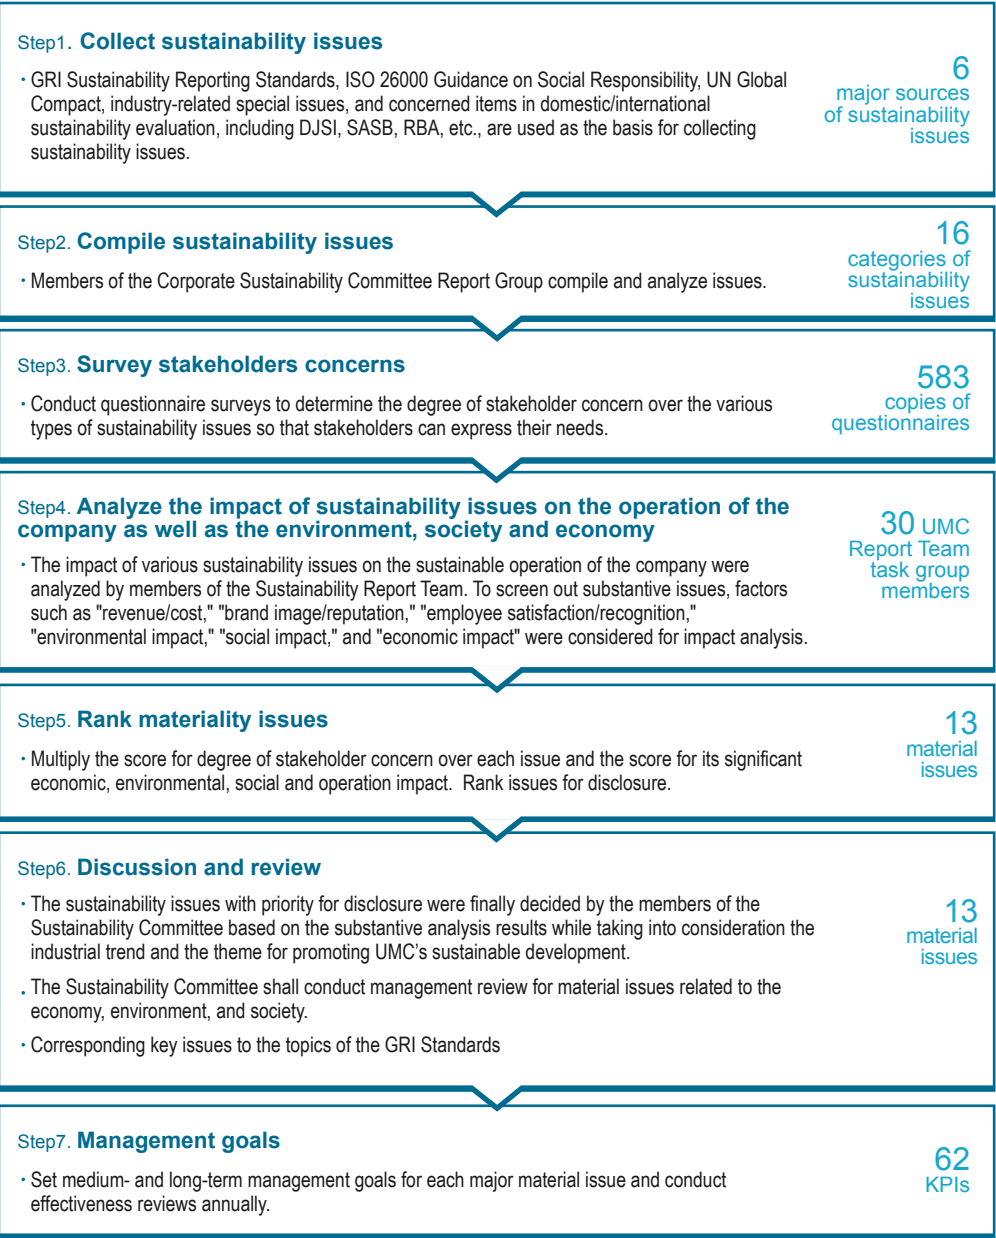 Step1. Collect sustainability issues
· GRI Sustainability Reporting Standards, ISO 26000 Guidance on Social Responsibility, UN Global
Compact, industry-related special issues, and concerned items in domestic/international
sustainability evaluation, including DJSI, SASB, RBA, etc., are used as the basis for collecting
sustainability issues.
6
major sources
of sustainability
issues
Step2. Compile sustainability issues
· Members of the Corporate Sustainability Committee Report Group compile and analyze issues.
16
categories of
sustainability
issues
Step3. Survey stakeholders concerns
· Conduct questionnaire surveys to determine the degree of stakeholder concern over the various
types of sustainability issues so that stakeholders can express their needs.
583
copies of
questionnaires
Step4. Analyze the impact of sustainability issues on the operation of the
company as well as the environment, society and economy
· The impact of various sustainability issues on the sustainable operation of the company were
analyzed by members of the Sustainability Report Team. To screen out substantive issues, factors
such as "revenue/cost," "brand image/reputation," "employee satisfaction/recognition,"
"environmental impact," "social impact," and "economic impact" were considered for impact analysis.
30 UMC
Report Team
task group
members
Step5. Rank materiality issues
· Multiply the score for degree of stakeholder concern over each issue and the score for its significant
economic, environmental, social and operation impact.  Rank issues for disclosure.
13
material
issues
Step6. Discussion and review
· The sustainability issues with priority for disclosure were finally decided by the members of the
Sustainability Committee based on the substantive analysis results while taking into consideration the
industrial trend and the theme for promoting UMC's sustainable development.
· The Sustainability Committee shall conduct management review for material issues related to the
economy, environment, and society.
· Corresponding key issues to the topics of the GRI Standards
13
material
issues
Step7. Management goals
· Set medium- and long-term management goals for each major material issue and conduct
effectiveness reviews annually.
62
KPIs